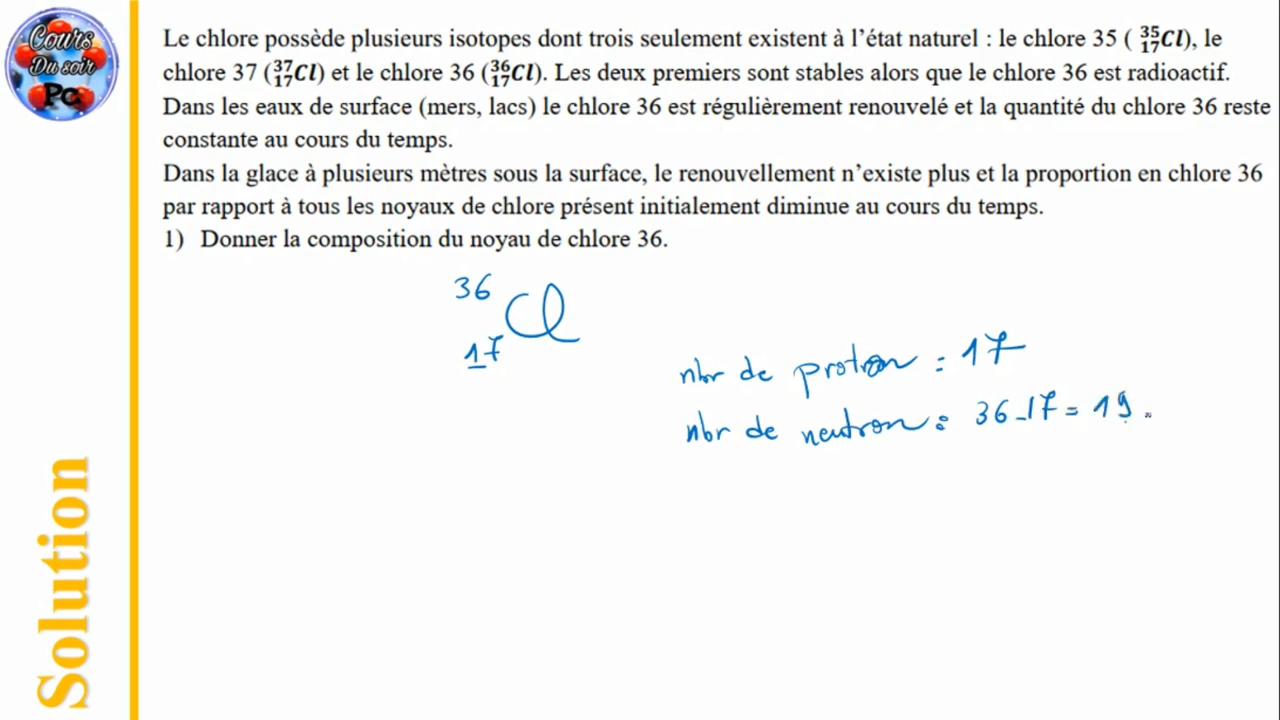 Cours
Du soir
PC
Le chlore possède plusieurs isotopes dont trois seulement existent à l’état naturel : le chlore 35 ( ³⁵₁₇Cl), le
chlore 37 (³⁷₁₇Cl) et le chlore 36 (³⁶₁₇Cl). Les deux premiers sont stables alors que le chlore 36 est radioactif.
Dans les eaux de surface (mers, lacs) le chlore 36 est régulièrement renouvelé et la quantité du chlore 36 reste
constante au cours du temps.
Dans la glace à plusieurs mètres sous la surface, le renouvellement n’existe plus et la proportion en chlore 36
par rapport à tous les noyaux de chlore présent initialement diminue au cours du temps.
1) Donner la composition du noyau de chlore 36.
³⁶₁₇Cl
nbr de protron : 17
nbr de neutron : 36-17 = 19.
Solution